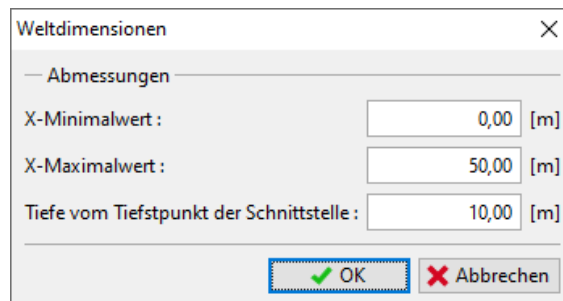 Weltdimensionen
Abmessungen
X-Minimalwert : 0,00 [m]
X-Maximalwert : 50,00 [m]
Tiefe vom Tiefstpunkt der Schnittstelle : 10,00 [m]
OK Abbrechen